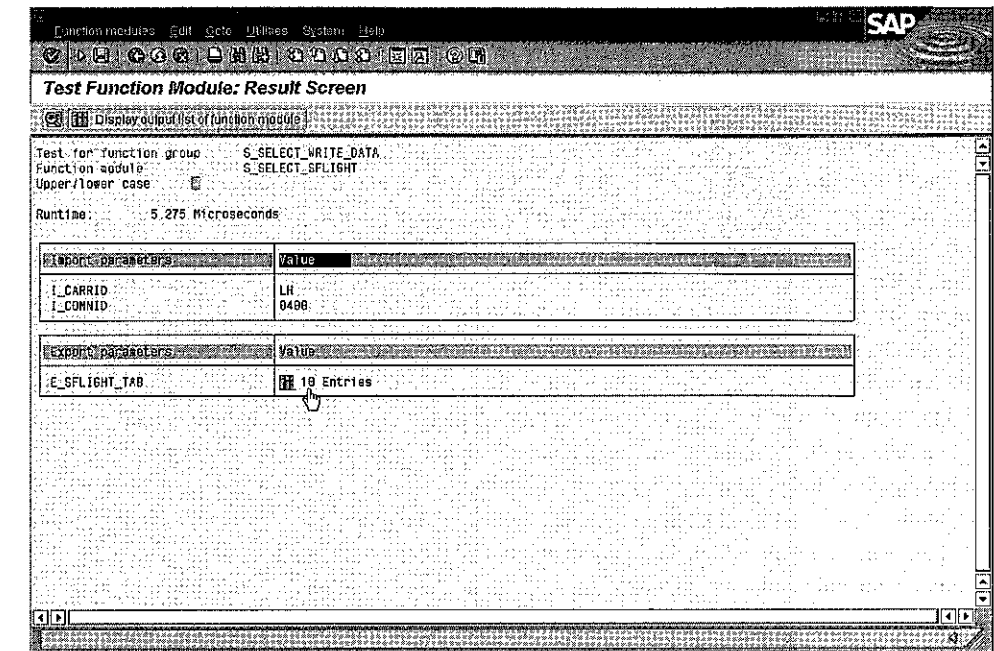 Function modules Edit Goto Utilities System Help
SAP
Test Function Module: Result Screen
Display output list of function module
Test for function group S_SELECT_WRITE_DATA
Function module S_SELECT_SFLIGHT
Upper/lower case
Runtime: 5.275 Microseconds
Import parameters Value
I_CARRID LH
I_CONNID 0400
Export parameters Value
E_SFLIGHT_TAB 10 Entries